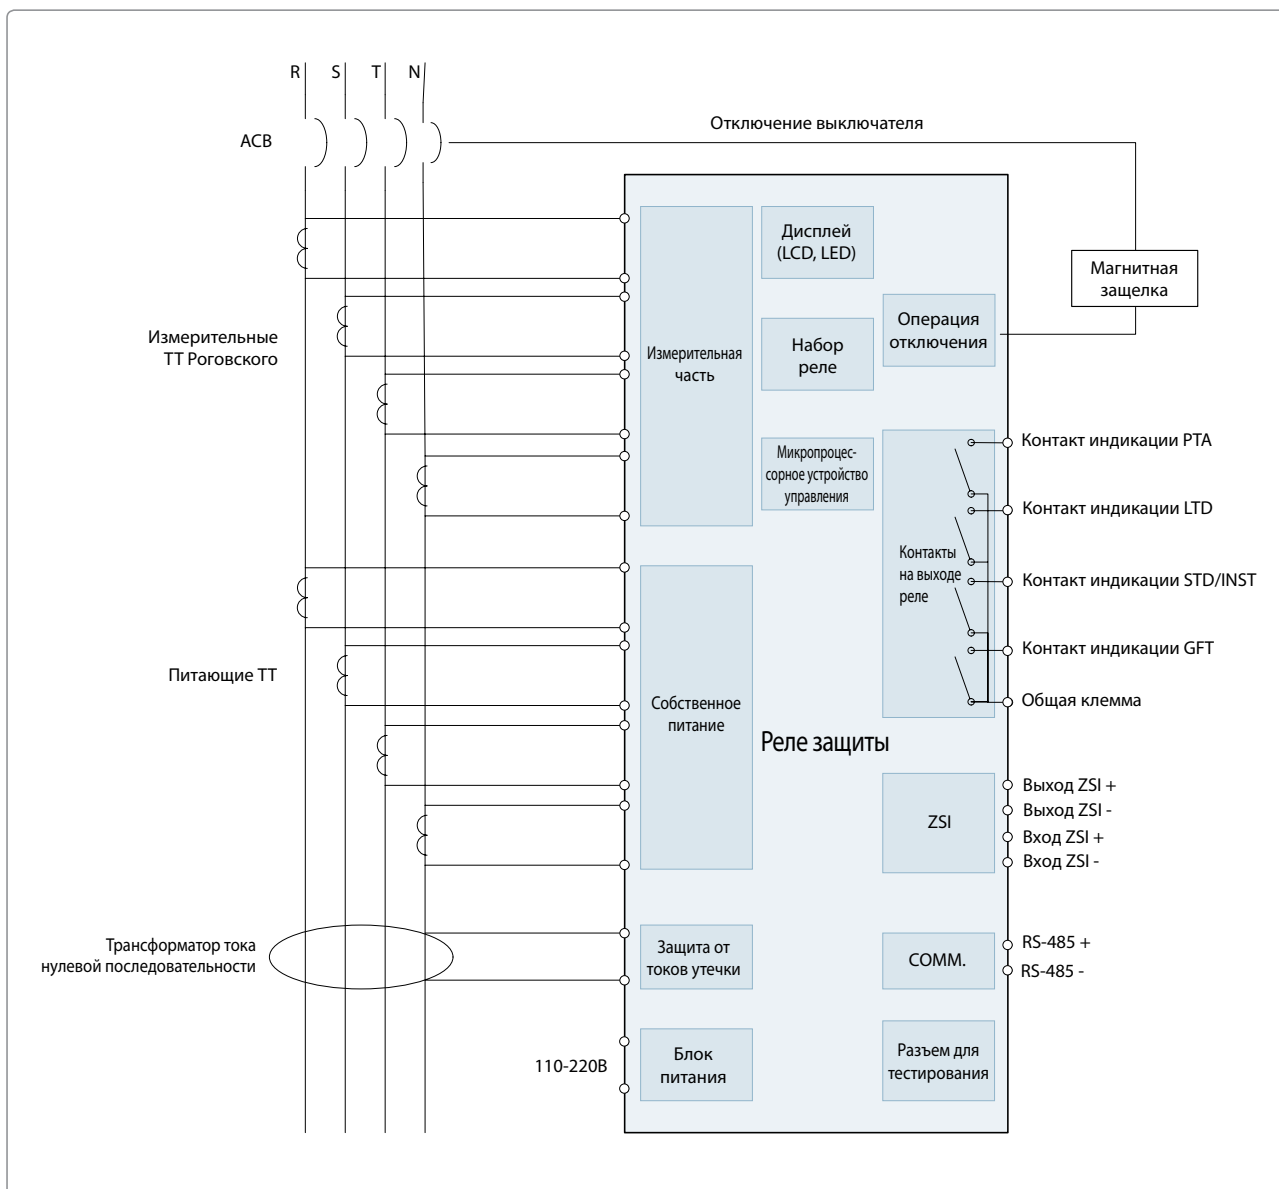 R S T N
ACB
Отключение выключателя
Дисплей
(LCD, LED)
Магнитная
защелка
Операция
отключения
Измерительные
ТТ Роговского
Измерительная
часть
Набор
реле
Микропроцес-
сорное устройство
управления
Контакт индикации PTA
Контакт индикации LTD
Контакты
на выходе
реле
Контакт индикации STD/INST
Контакт индикации GFT
Общая клемма
Питающие ТТ
Собственное
питание
Реле защиты
ZSI
Выход ZSI +
Выход ZSI -
Вход ZSI +
Вход ZSI -
Трансформатор тока
нулевой последовательности
Защита от
токов утечки
COMM.
RS-485 +
RS-485 -
110-220В
Блок
питания
Разъем для
тестирования